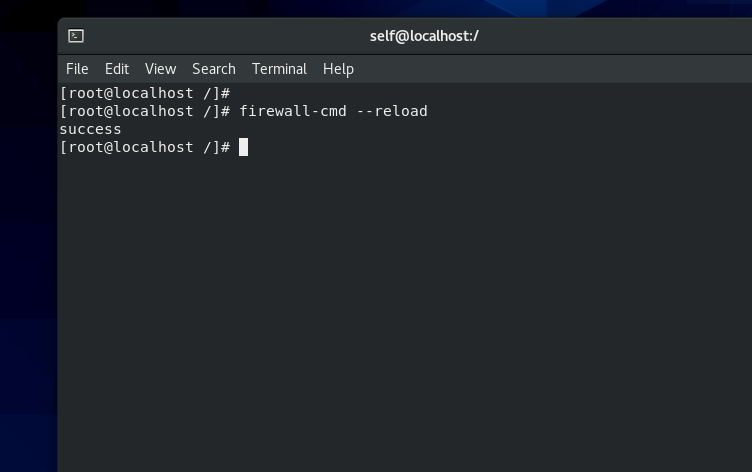 self@localhost:/
File Edit View Search Terminal Help
[root@localhost /]#
[root@localhost /]# firewall-cmd --reload
success
[root@localhost /]#